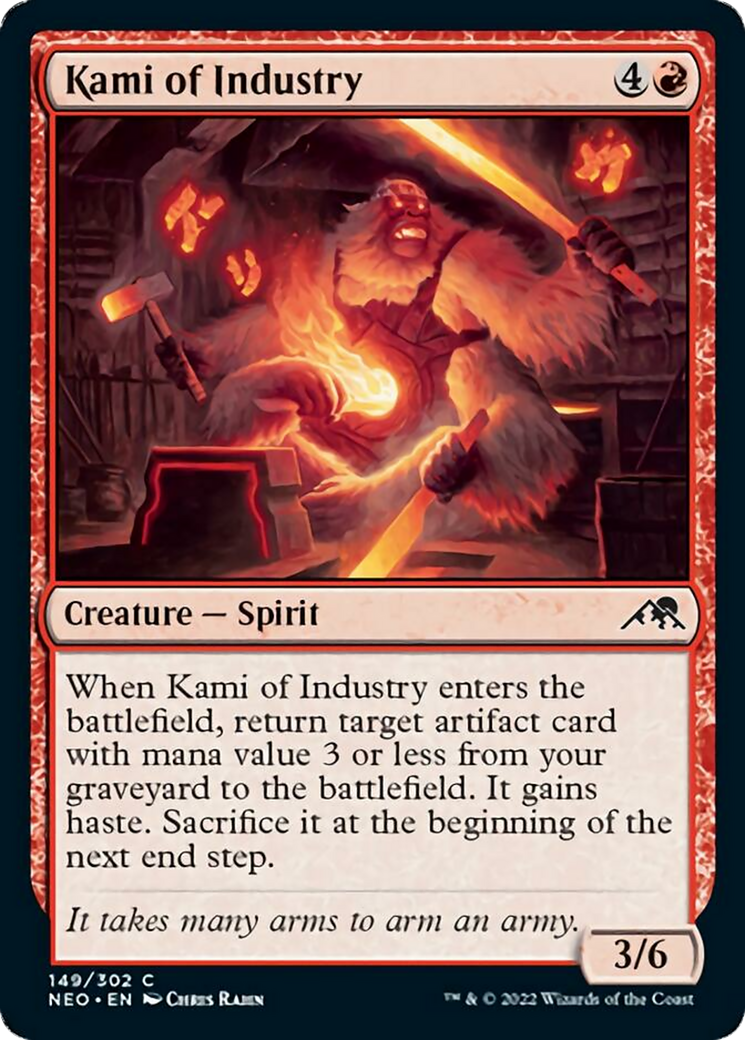 Kami of Industry 4
Creature — Spirit
When Kami of Industry enters the
battlefield, return target artifact card
with mana value 3 or less from your
graveyard to the battlefield. It gains
haste. Sacrifice it at the beginning of the
next end step.
It takes many arms to arm an army.
3/6
149/302 C
NEO • EN Chris Rahn
™ & © 2022 Wizards of the Coast